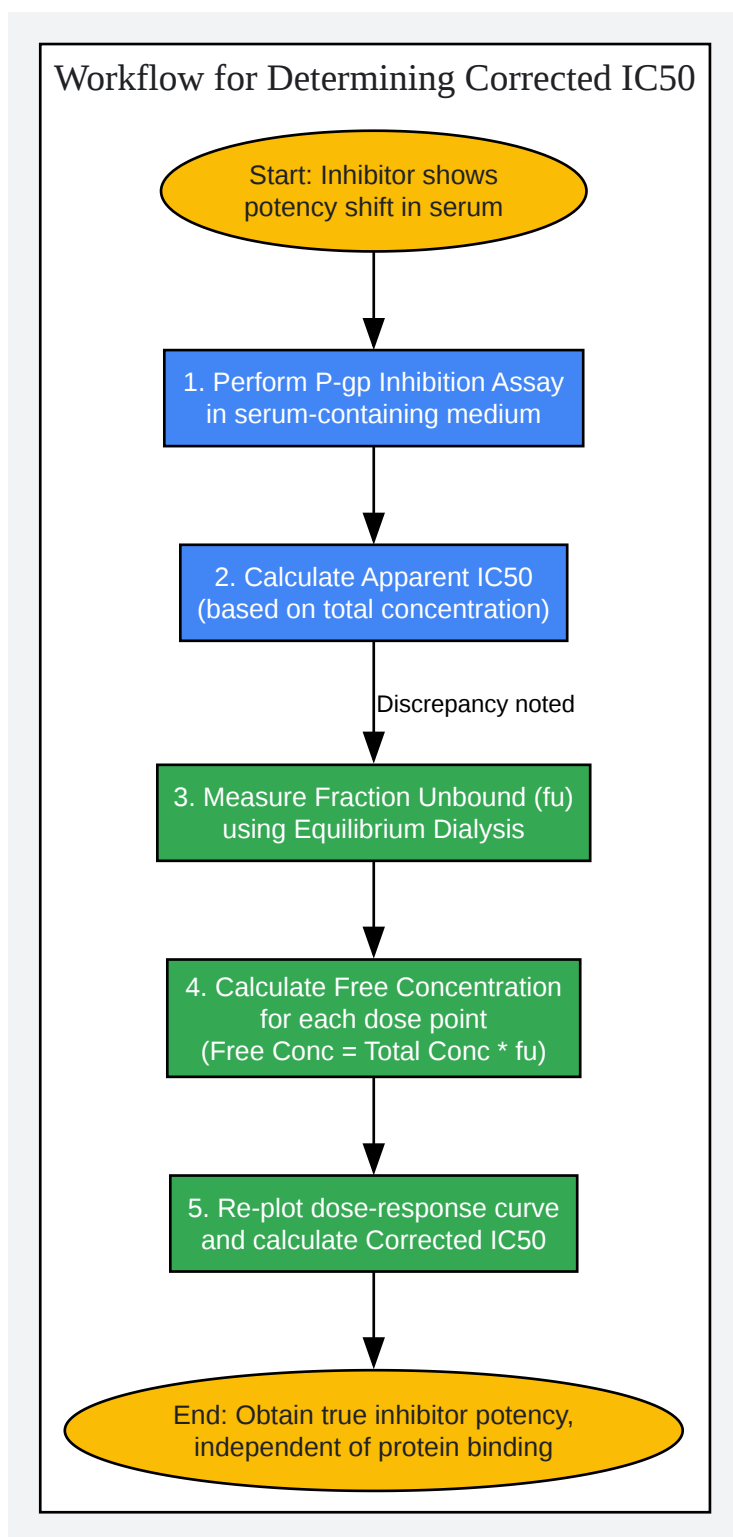 Workflow for Determining Corrected IC50
Start: Inhibitor shows
potency shift in serum
1. Perform P-gp Inhibition Assay
in serum-containing medium
2. Calculate Apparent IC50
(based on total concentration)
Discrepancy noted
3. Measure Fraction Unbound (fu)
using Equilibrium Dialysis
4. Calculate Free Concentration
for each dose point
(Free Conc = Total Conc * fu)
5. Re-plot dose-response curve
and calculate Corrected IC50
End: Obtain true inhibitor potency,
independent of protein binding